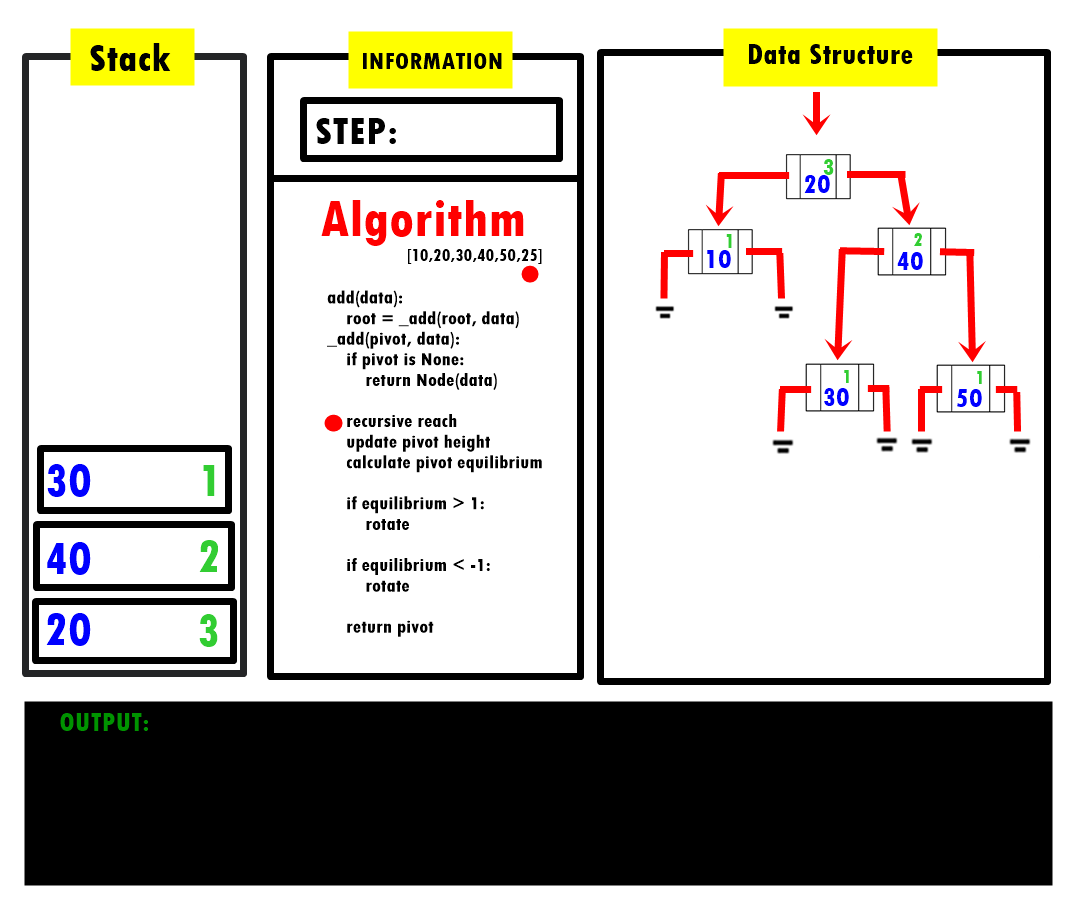 Stack
30 1
40 2
20 3
INFORMATION
STEP:
Algorithm
[10,20,30,40,50,25]
add(data):
root = _add(root, data)
_add(pivot, data):
if pivot is None:
return Node(data)
recursive reach
update pivot height
calculate pivot equilibrium
if equilibrium > 1:
rotate
if equilibrium < -1:
rotate
return pivot
Data Structure
3
20
1
10
2
40
1
30
1
50
OUTPUT: